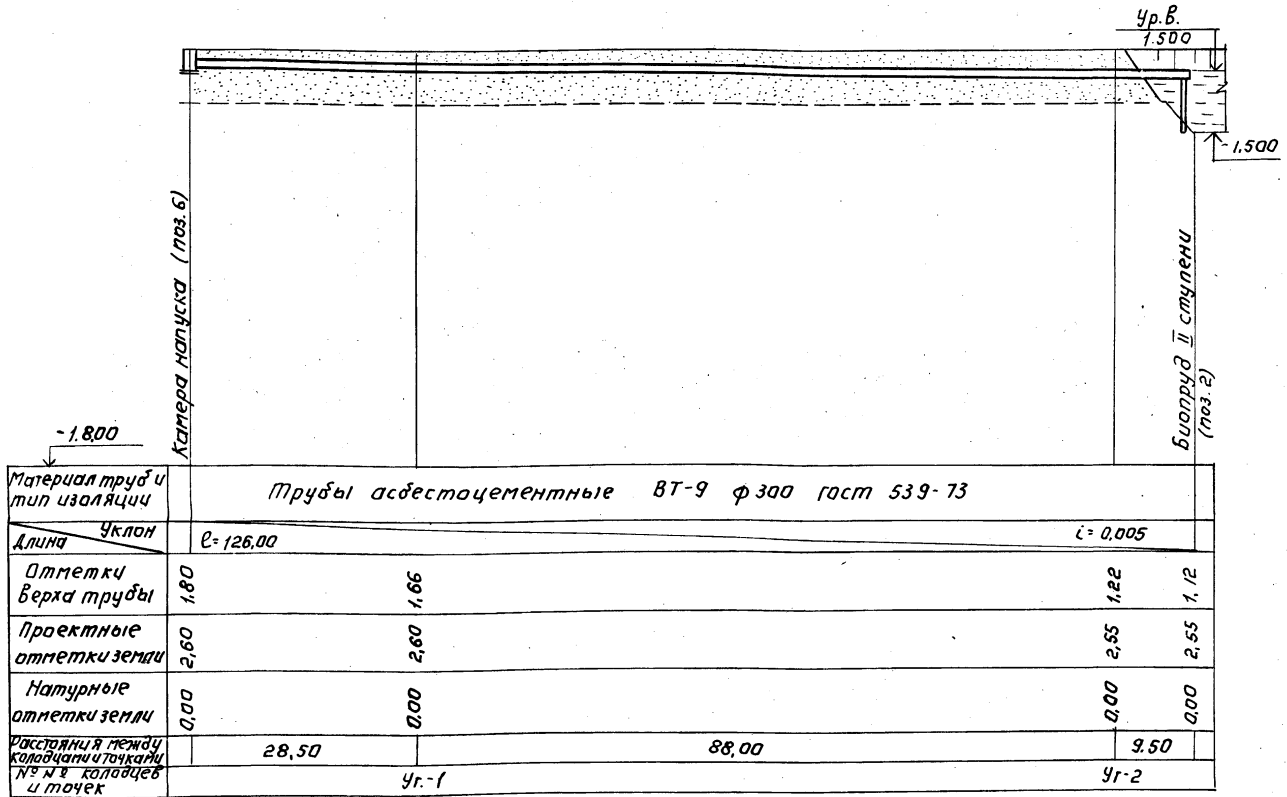 Ур.в.
1.500
-1.500
Камера напуска (поз. 6)
Биопруд II ступени
(поз. 2)
-1.800
Материал труб и
тип изоляции
Трубы асбестоцементные ВТ-9 ф 300 гост 539-73
Уклон
Длина
ℓ=126,00
i=0,005
Отметки
верха трубы
1,80
1,66
1,22
1,12
Проектные
отметки земли
2,60
2,60
2,55
2,55
Натурные
отметки земли
0,00
0,00
0,00
0,00
Расстояния между
колодцами и точками
28,50
88,00
9.50
№№ колодцев
и точек
Уг.-1
Уг-2